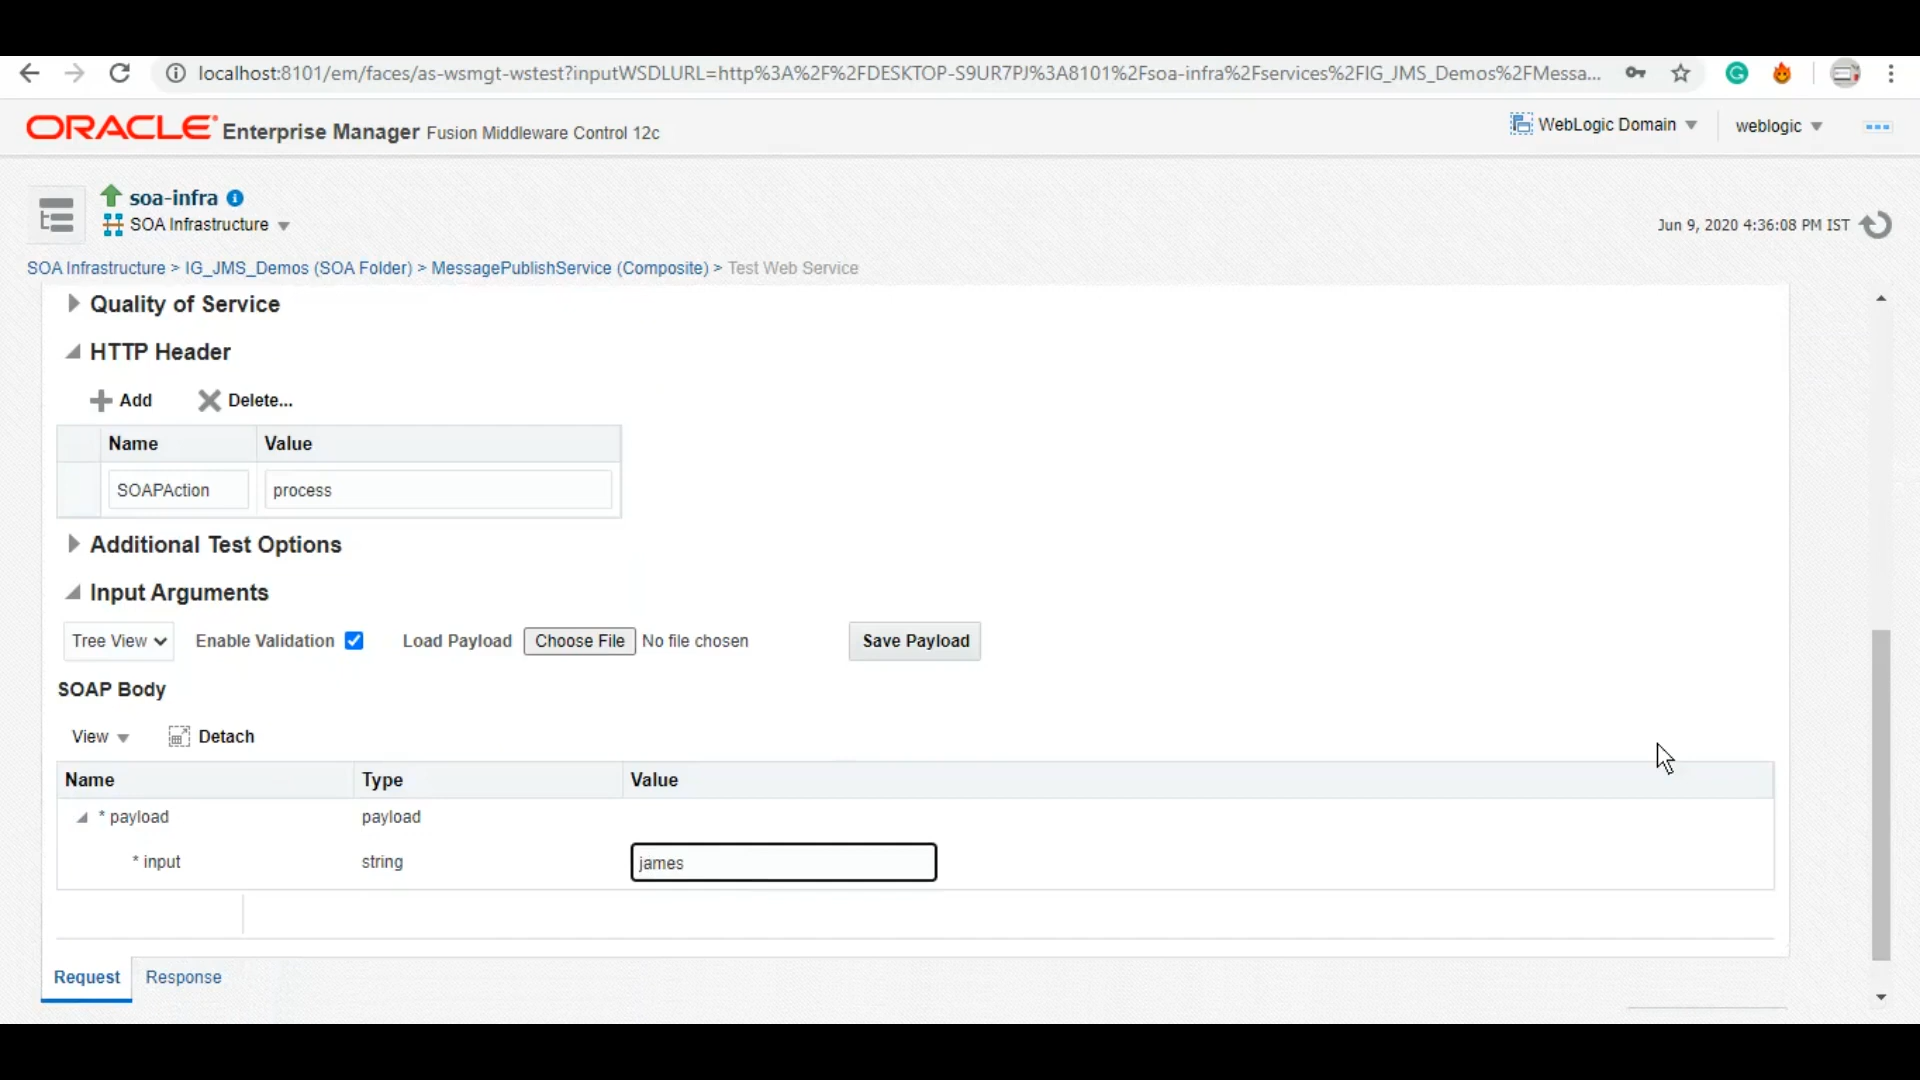 localhost:8101/em/faces/as-wsmgt-wstest?inputWSDLURL=http%3A%2F%2FDESKTOP-S9UR7PJ%3A8101%2Fsoa-infra%2Fservices%2FIG_JMS_Demos%2FMessa...
ORACLE Enterprise Manager Fusion Middleware Control 12c
WebLogic Domain
weblogic
soa-infra
SOA Infrastructure
Jun 9, 2020 4:36:08 PM IST
SOA Infrastructure > IG_JMS_Demos (SOA Folder) > MessagePublishService (Composite) > Test Web Service
Quality of Service
HTTP Header
Add Delete...
Name Value
SOAPAction process
Additional Test Options
Input Arguments
Tree View Enable Validation Load Payload Choose File No file chosen Save Payload
SOAP Body
View Detach
Name Type Value
* payload payload
* input string james
Request Response